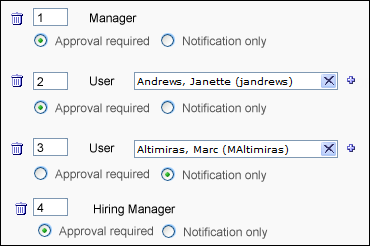 1 Manager
Approval required Notification only
2 User Andrews, Janette (jandrews)
Approval required Notification only
3 User Altimiras, Marc (MAltimiras)
Approval required Notification only
4 Hiring Manager
Approval required Notification only